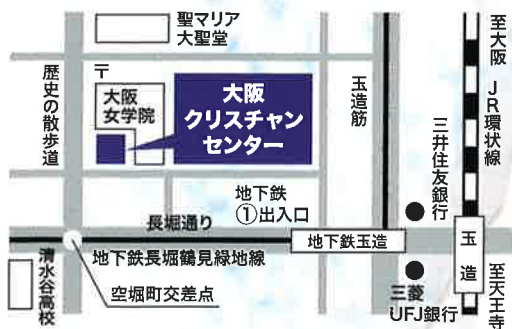 聖マリア
大聖堂
至大阪
JR環状線
〒
歴史の散歩道
大阪
女学院
大阪
クリスチャン
センター
玉造筋
三井住友銀行
地下鉄
①出入口
長堀通り
地下鉄玉造
玉造
地下鉄長堀鶴見緑地線
清水谷高校
空堀町交差点
三菱
UFJ銀行
至天王寺